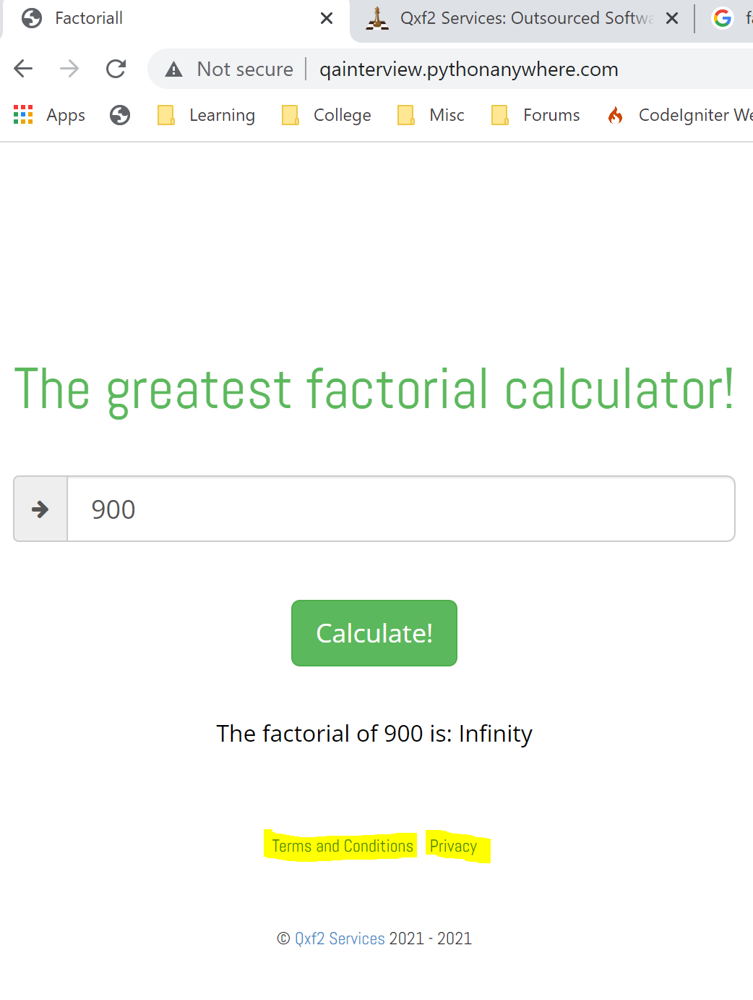 Factoriall
Qxf2 Services: Outsourced Softwa
Not secure qainterview.pythonanywhere.com
Apps Learning College Misc Forums CodeIgniter We
The greatest factorial calculator!
900
Calculate!
The factorial of 900 is: Infinity
Terms and Conditions Privacy
© Qxf2 Services 2021 - 2021